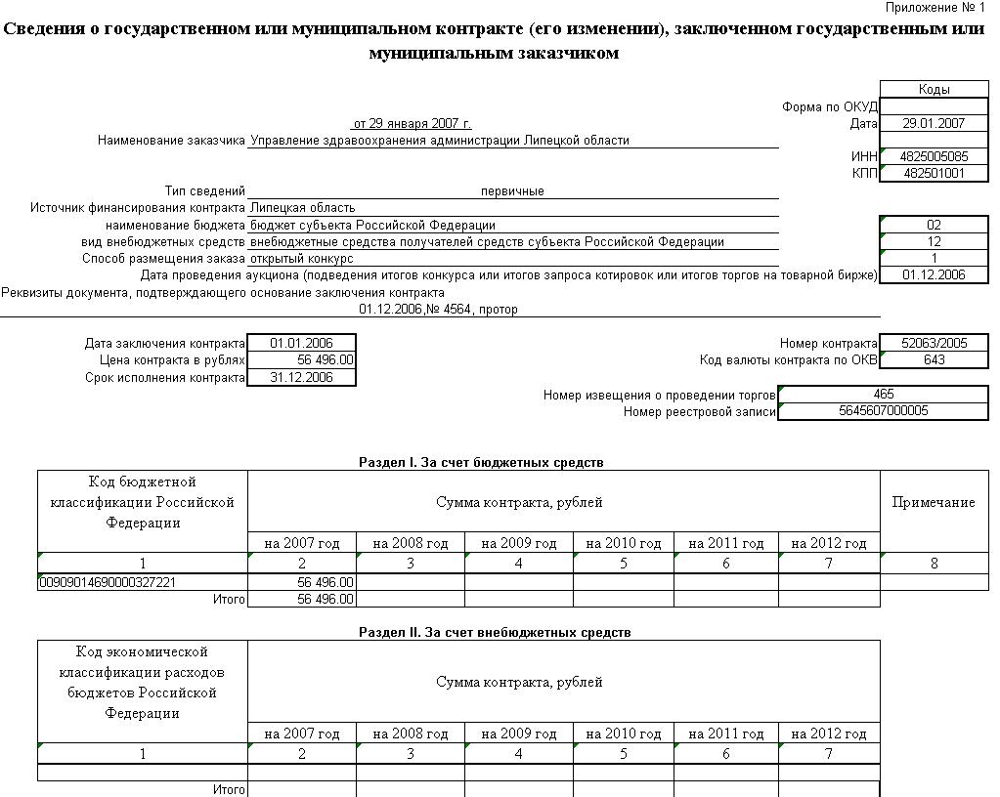 Приложение № 1
Сведения о государственном или муниципальном контракте (его изменении), заключенном государственным или
муниципальным заказчиком
Коды
Форма по ОКУД
от 29 января 2007 г.
Дата 29.01.2007
Наименование заказчика Управление здравоохранения администрации Липецкой области
ИНН 4825005085
КПП 482501001
Тип сведений первичные
Источник финансирования контракта Липецкая область
наименование бюджета бюджет субъекта Российской Федерации 02
вид внебюджетных средств внебюджетные средства получателей средств субъекта Российской Федерации 12
Способ размещения заказа открытый конкурс 1
Дата проведения аукциона (подведения итогов конкурса или итогов запроса котировок или итогов торгов на товарной бирже) 01.12.2006
Реквизиты документа, подтверждающего основание заключения контракта
01.12.2006,№ 4564, протор
Дата заключения контракта 01.01.2006 Номер контракта 52063/2005
Цена контракта в рублях 56 496.00 Код валюты контракта по ОКВ 643
Срок исполнения контракта 31.12.2006
Номер извещения о проведении торгов 465
Номер реестровой записи 5645607000005
Раздел I. За счет бюджетных средств
Код бюджетной
классификации Российской
Федерации
Сумма контракта, рублей
Примечание
на 2007 год на 2008 год на 2009 год на 2010 год на 2011 год на 2012 год
1 2 3 4 5 6 7 8
00909014690000327221 56 496.00
Итого 56 496.00
Раздел II. За счет внебюджетных средств
Код экономической
классификации расходов
бюджетов Российской
Федерации
Сумма контракта, рублей
на 2007 год на 2008 год на 2009 год на 2010 год на 2011 год на 2012 год
1 2 3 4 5 6 7
Итого